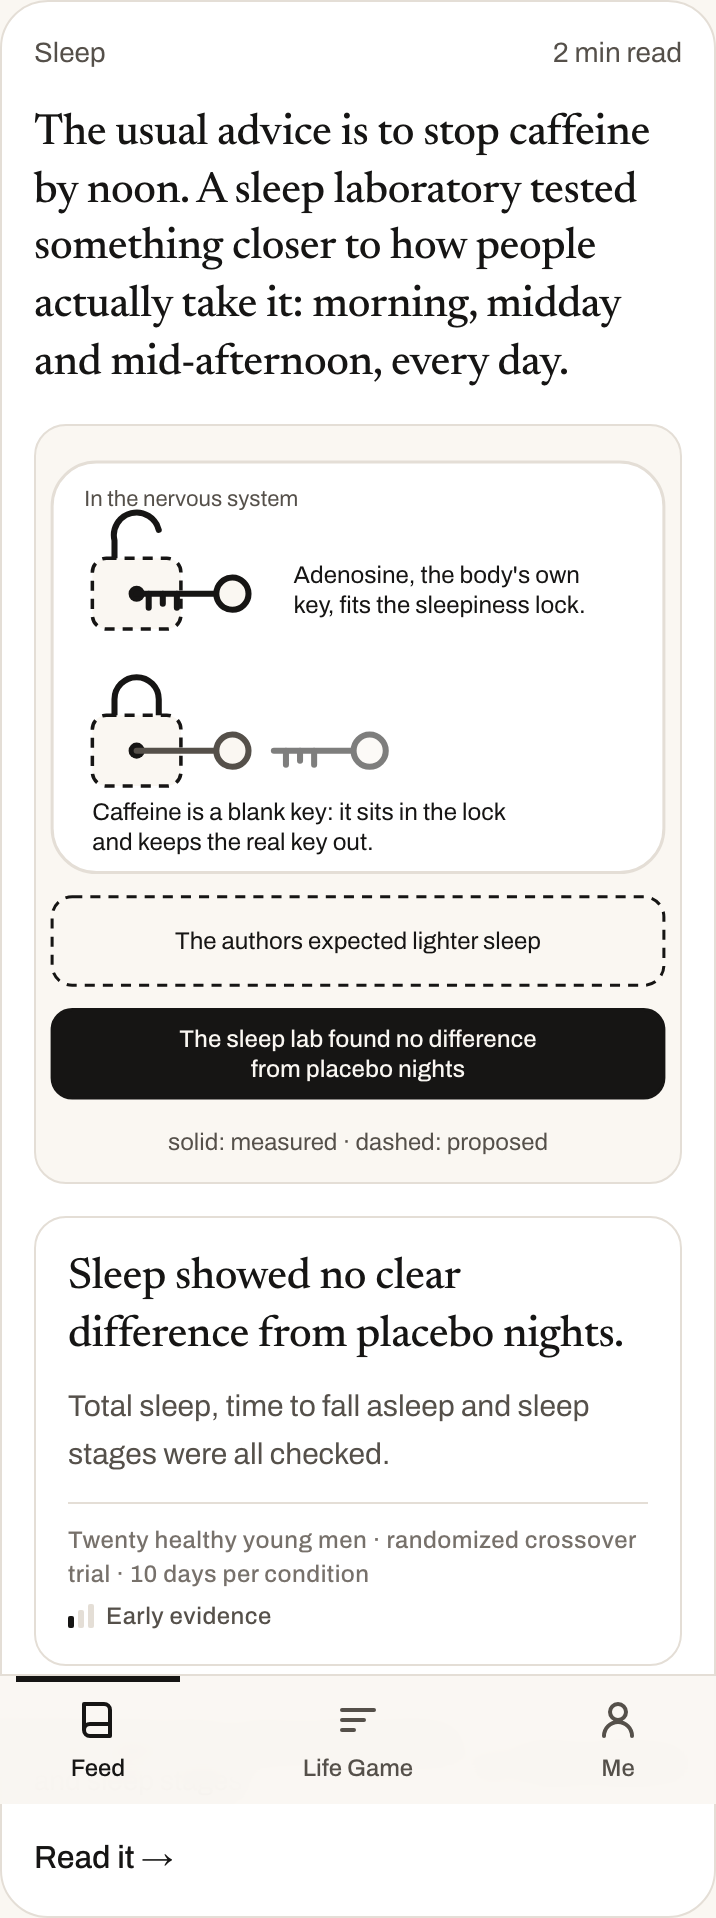 Sleep
2 min read
The usual advice is to stop caffeine
by noon. A sleep laboratory tested
something closer to how people
actually take it: morning, midday
and mid-afternoon, every day.
In the nervous system
Adenosine, the body's own
key, fits the sleepiness lock.
Caffeine is a blank key: it sits in the lock
and keeps the real key out.
The authors expected lighter sleep
The sleep lab found no difference
from placebo nights
solid: measured · dashed: proposed
Sleep showed no clear
difference from placebo nights.
Total sleep, time to fall asleep and sleep
stages were all checked.
Twenty healthy young men · randomized crossover
trial · 10 days per condition
Early evidence
Feed
Life Game
Me
Read it →